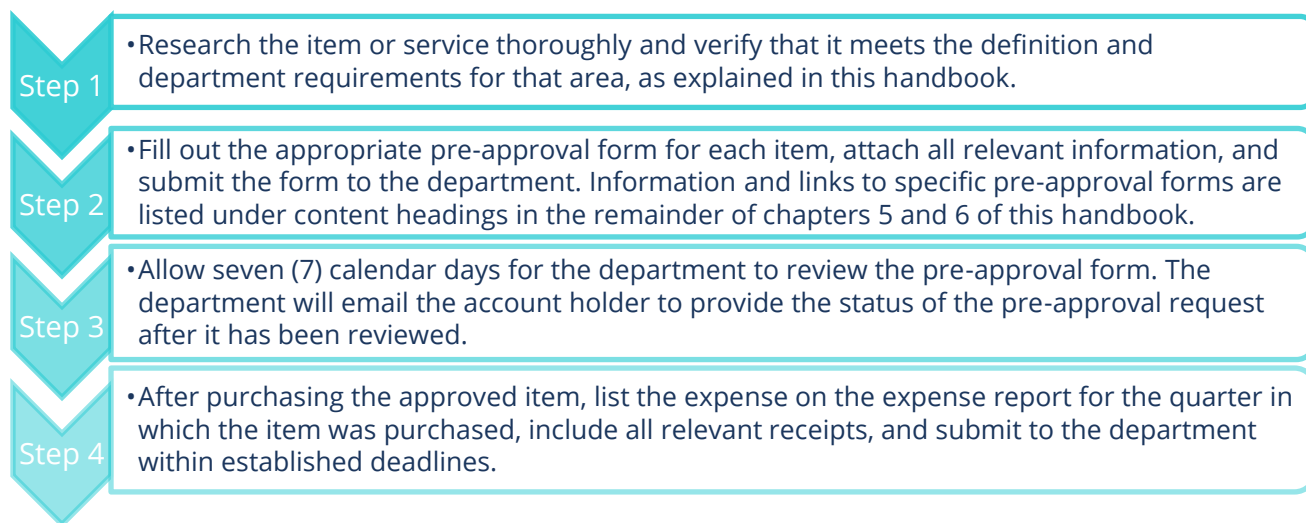 Step 1
•Research the item or service thoroughly and verify that it meets the definition and
department requirements for that area, as explained in this handbook.
Step 2
•Fill out the appropriate pre-approval form for each item, attach all relevant information, and
submit the form to the department. Information and links to specific pre-approval forms are
listed under content headings in the remainder of chapters 5 and 6 of this handbook.
Step 3
•Allow seven (7) calendar days for the department to review the pre-approval form. The
department will email the account holder to provide the status of the pre-approval request
after it has been reviewed.
Step 4
•After purchasing the approved item, list the expense on the expense report for the quarter in
which the item was purchased, include all relevant receipts, and submit to the department
within established deadlines.